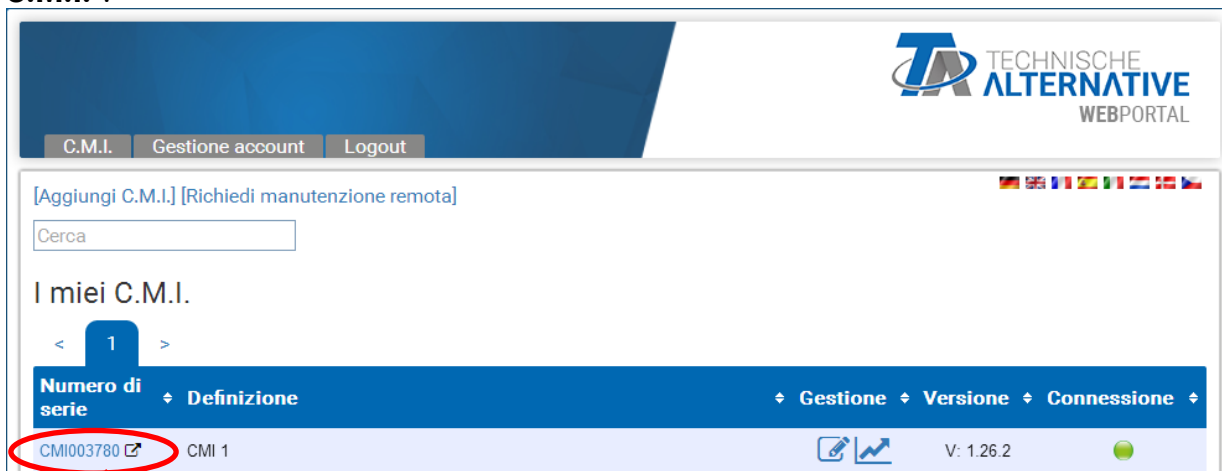 TECHNISCHE
ALTERNATIVE
WEBPORTAL
C.M.I. Gestione account Logout
[Aggiungi C.M.I.] [Richiedi manutenzione remota]
Cerca
I miei C.M.I.
< 1 >
Numero di serie Definizione Gestione Versione Connessione
CMI003780 CMI 1 V: 1.26.2